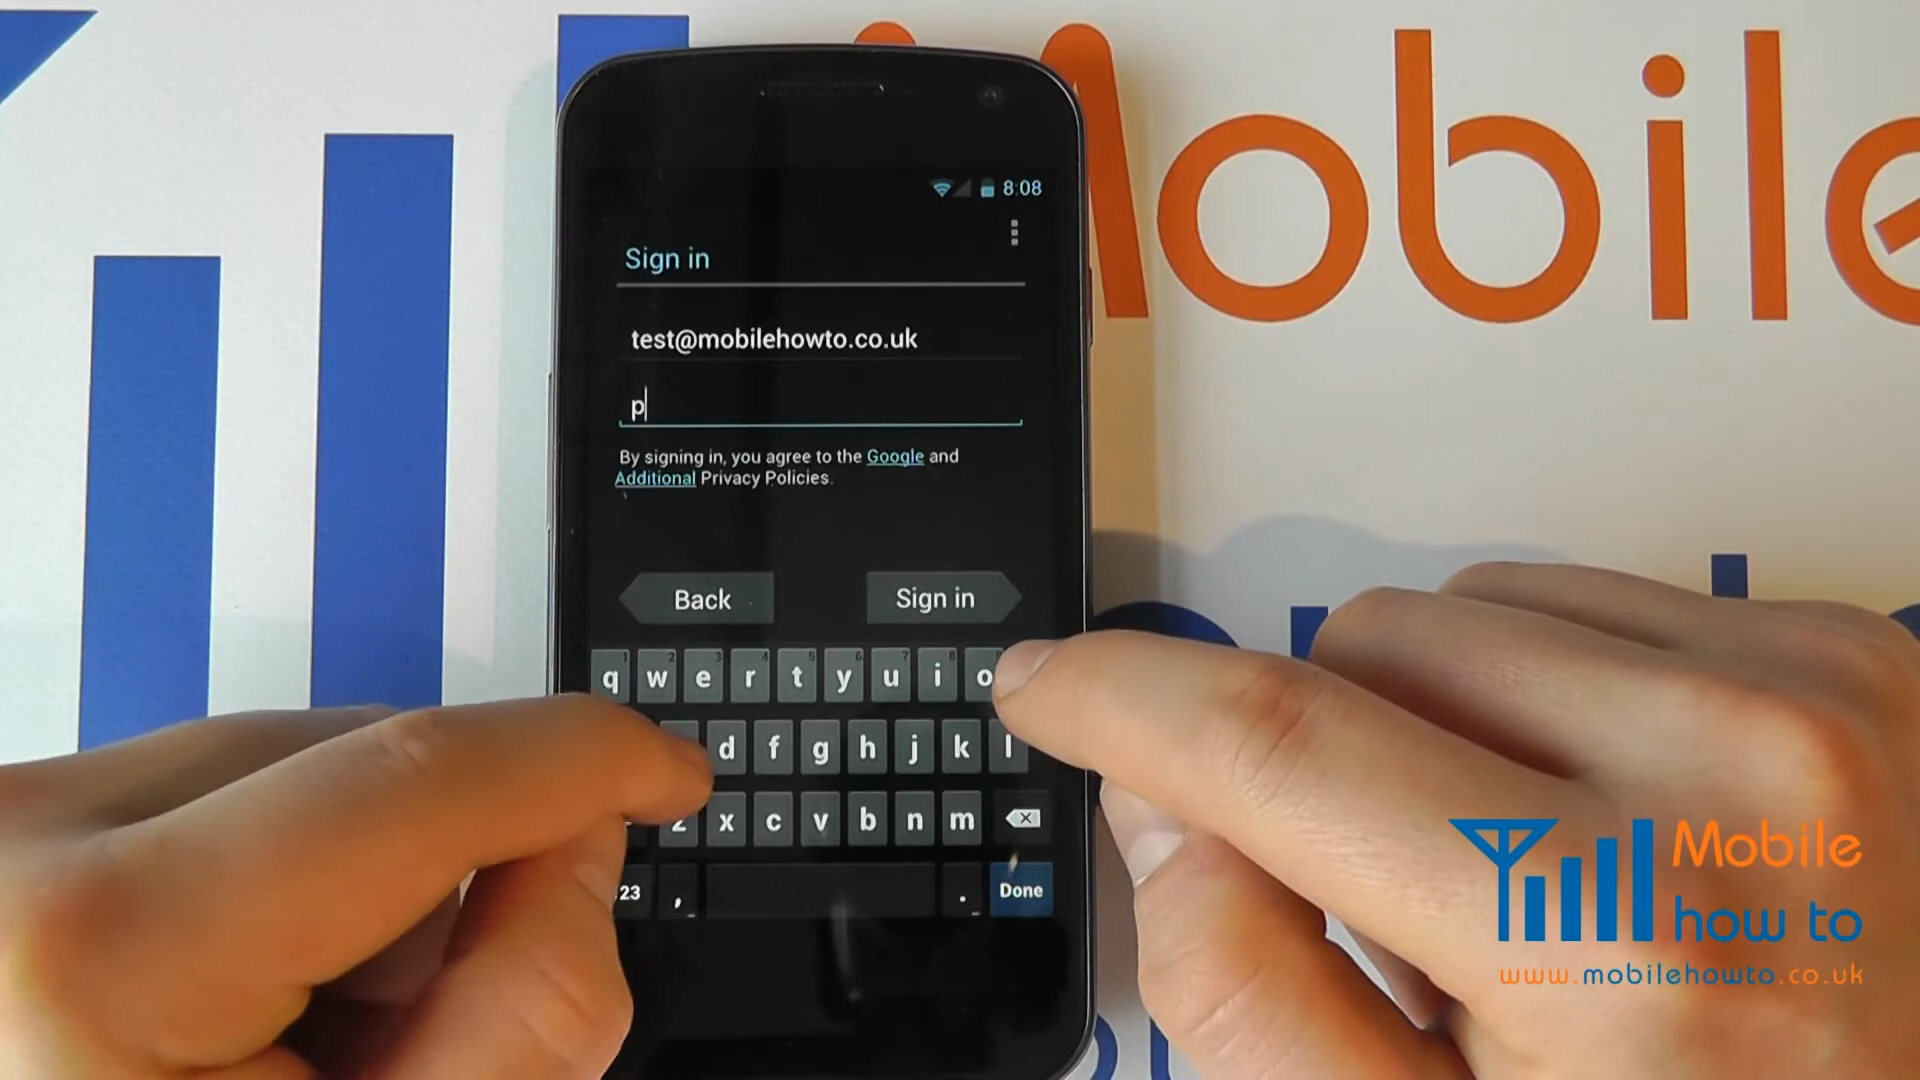 Mobile
8:08
Sign in
test@mobilehowto.co.uk
p
By signing in, you agree to the Google and
Additional Privacy Policies.
Back
Sign in
q w e r t y u i o
d f g h j k l
z x c v b n m
23 , . Done
Mobile
how to
www.mobilehowto.co.uk